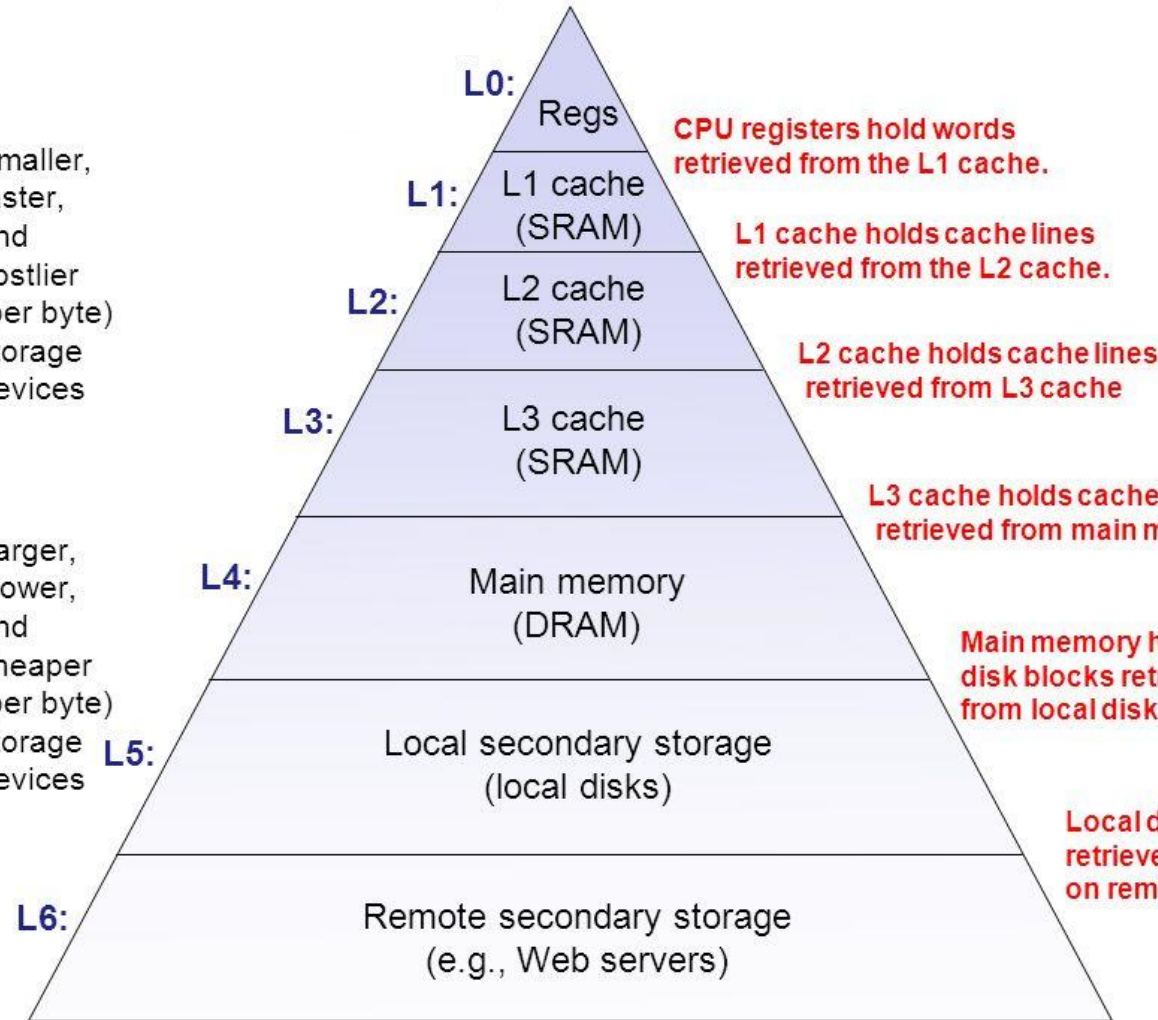 L0:
Regs
CPU registers hold words
retrieved from the L1 cache.
maller,
aster,
nd
ostlier
per byte)
torage
evices
L1:
L1 cache
(SRAM)
L1 cache holds cache lines
retrieved from the L2 cache.
L2:
L2 cache
(SRAM)
L2 cache holds cache lines
retrieved from L3 cache
L3:
L3 cache
(SRAM)
L3 cache holds cache
retrieved from main m
arger,
ower,
nd
heaper
per byte)
torage
evices
L4:
Main memory
(DRAM)
Main memory h
disk blocks ret
from local disk
L5:
Local secondary storage
(local disks)
Local d
retrieve
on rem
L6:
Remote secondary storage
(e.g., Web servers)